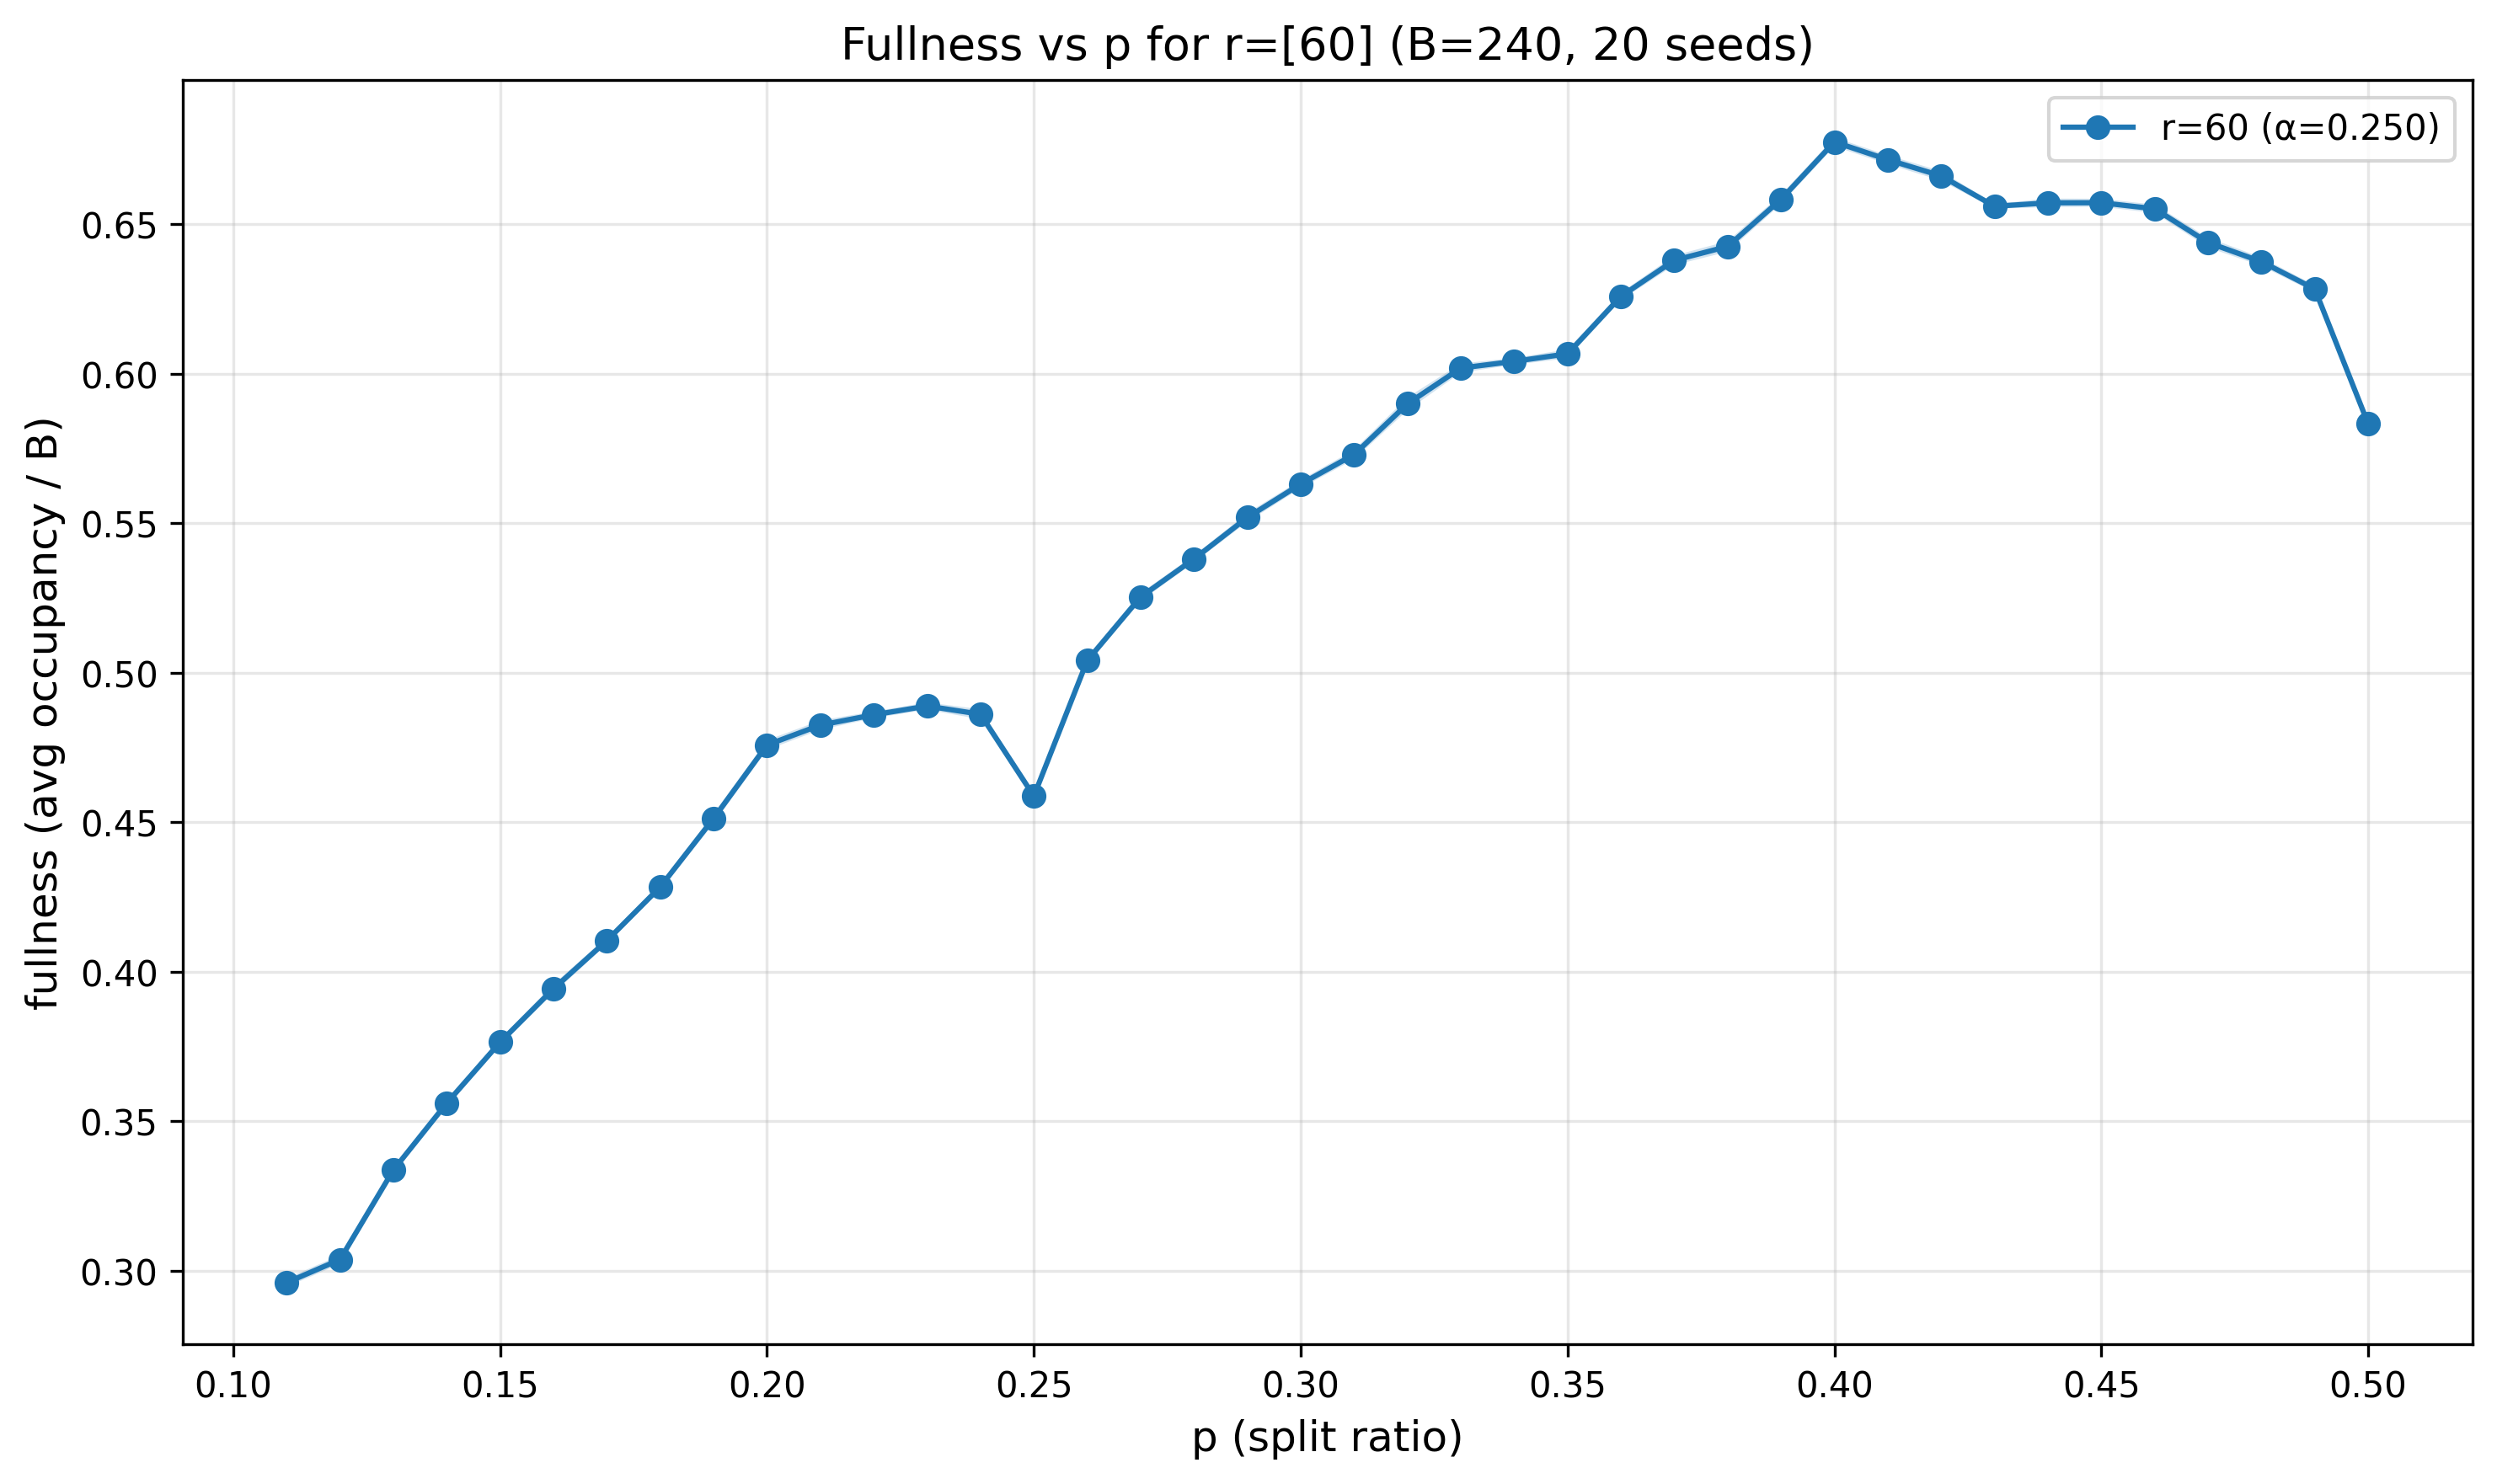 Fullness vs p for r=[60] (B=240, 20 seeds)
r=60 (α=0.250)
fullness (avg occupancy / B)
0.65
0.60
0.55
0.50
0.45
0.40
0.35
0.30
0.10 0.15 0.20 0.25 0.30 0.35 0.40 0.45 0.50
p (split ratio)